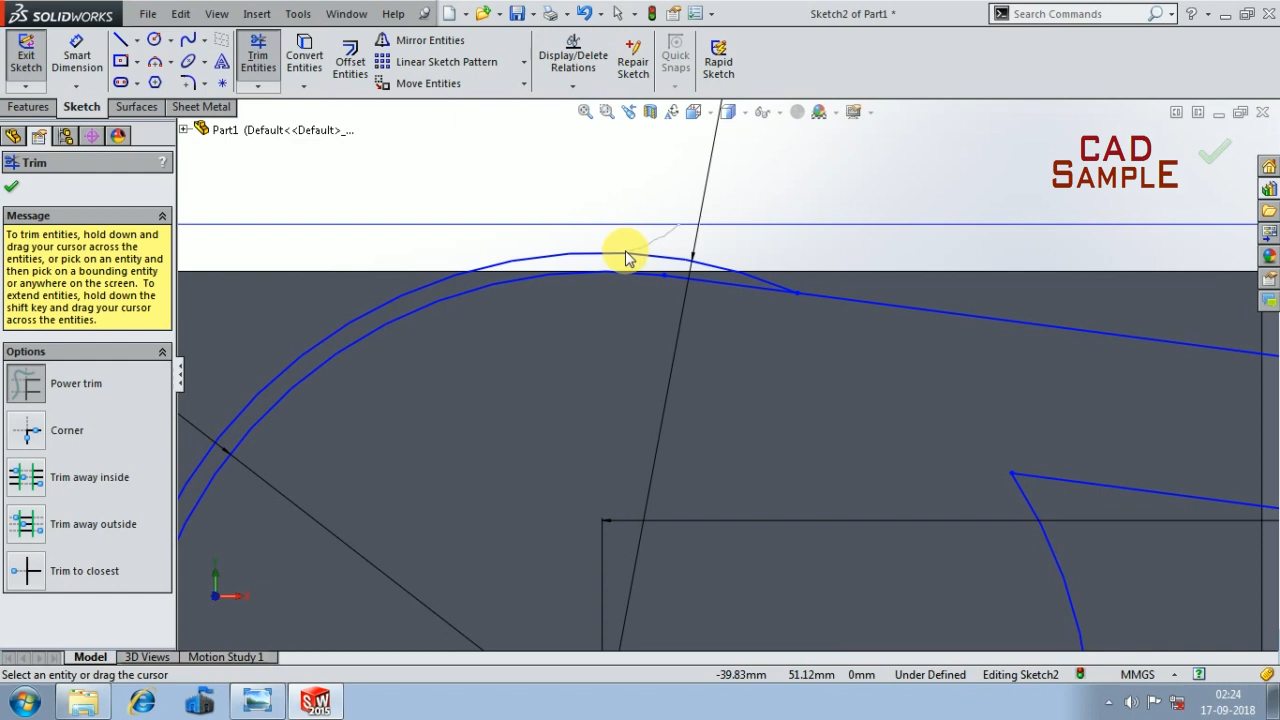 SOLIDWORKS File Edit View Insert Tools Window Help Sketch2 of Part1 * Search Commands
Exit Sketch
Smart Dimension
Trim Entities
Convert Entities
Offset Entities
Mirror Entities
Linear Sketch Pattern
Move Entities
Display/Delete Relations
Repair Sketch
Quick Snaps
Rapid Sketch
Features Sketch Surfaces Sheet Metal
Part1 (Default<<Default>_...
CAD
SAMPLE
Trim ?
Message
To trim entities, hold down and
drag your cursor across the
entities, or pick on an entity and
then pick on a bounding entity
or anywhere on the screen. To
extend entities, hold down the
shift key and drag your cursor
across the entities.
Options
Power trim
Corner
Trim away inside
Trim away outside
Trim to closest
Model 3D Views Motion Study 1
Select an entity or drag the cursor -39.83mm 51.12mm 0mm Under Defined Editing Sketch2 MMGS
SW
2015
02:24
17-09-2018